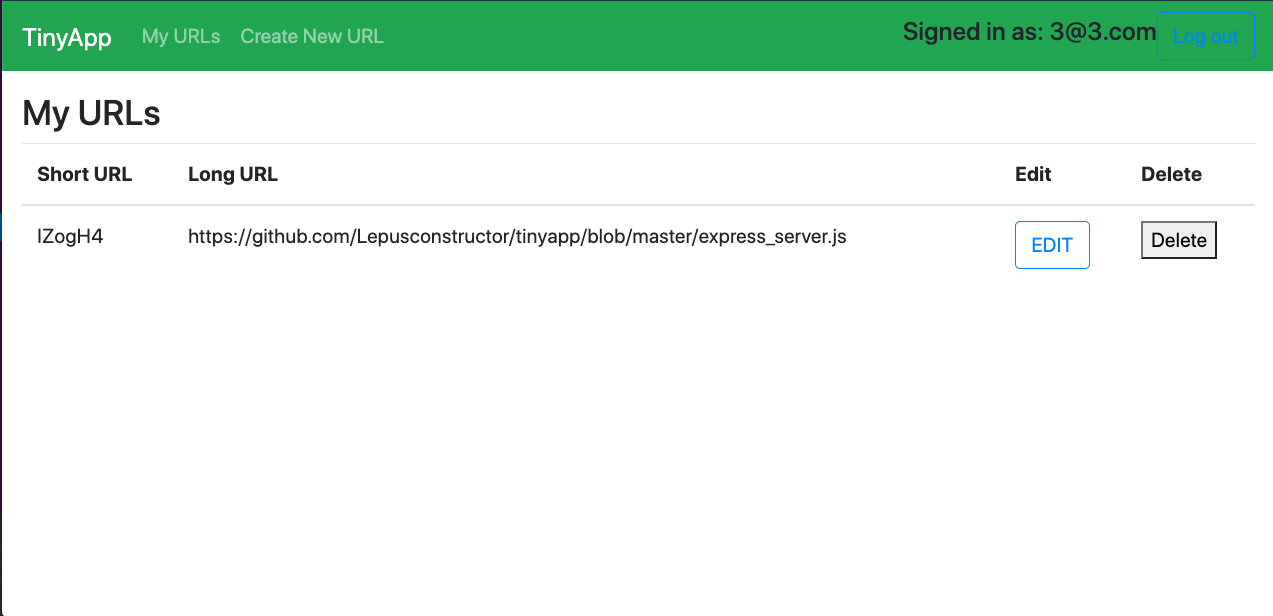 TinyApp My URLs Create New URL Signed in as: 3@3.com Log out
My URLs
Short URL Long URL Edit Delete
lZogH4 https://github.com/Lepusconstructor/tinyapp/blob/master/express_server.js EDIT Delete